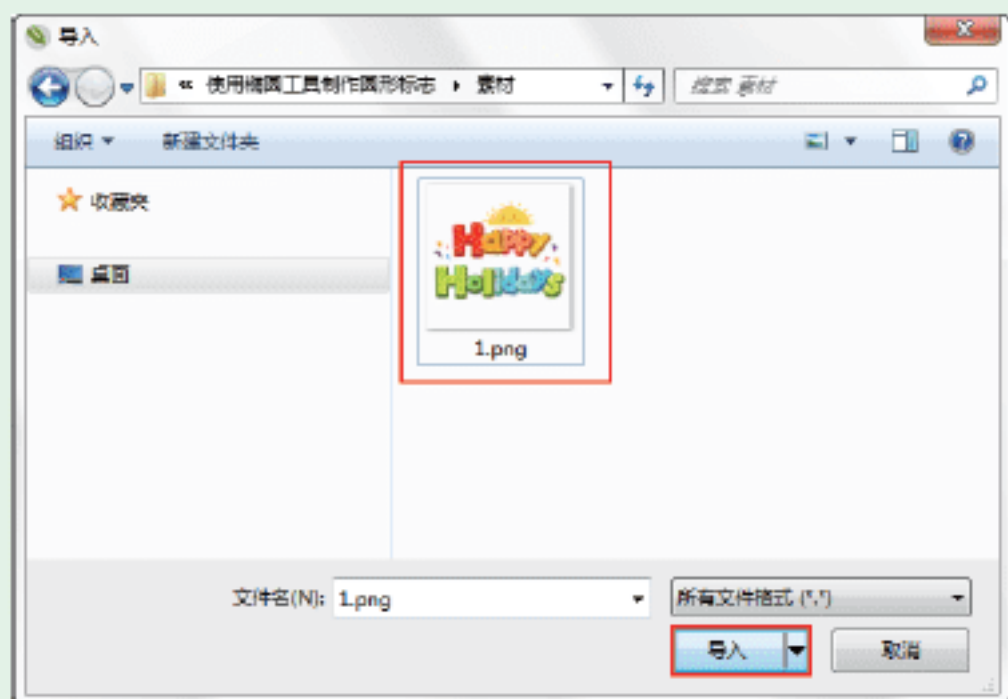 导入
« 使用椭圆工具制作圆形标志 ▸ 素材
搜索 素材
组织
新建文件夹
收藏夹
桌面
Happy
Holidays
1.png
文件名(N): 1.png
所有文件格式 (*.*)
导入
取消